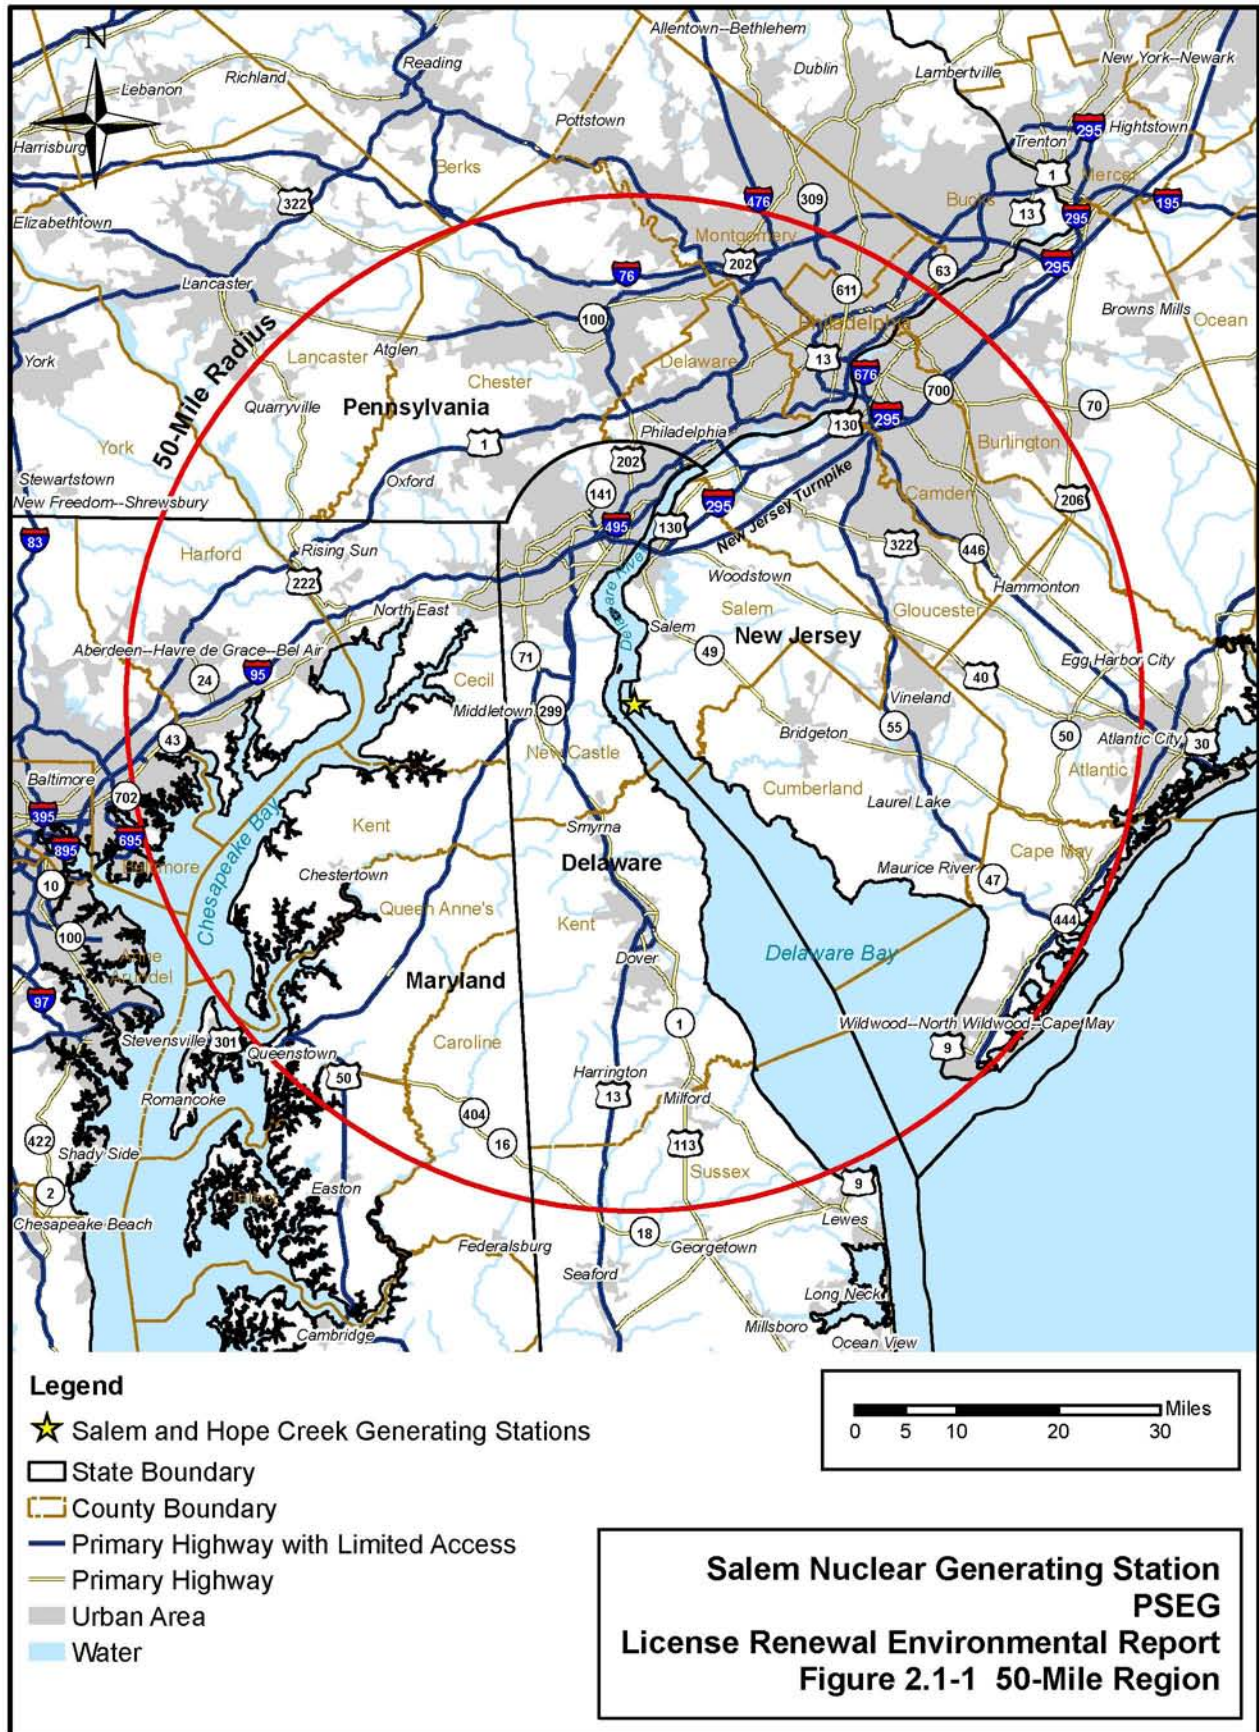 Allentown--Bethlehem
N
Reading
Dublin
Lambertville
New York--Newark
Richland
Lebanon
Pottstown
295
Hightstown
Trenton
Harrisburg
Berks
1
Mercer
322
476
309
Bucks
13
195
Elizabethtown
295
Montgomery
202
63
295
76
611
Lancaster
Browns Mills
Ocean
100
Philadelphia
50-Mile Radius
Lancaster
Atglen
Delaware
13
York
676
Chester
700
70
Quarryville
Pennsylvania
295
130
Philadelphia
1
Burlington
York
202
Stewartstown
Oxford
141
295
New Jersey Turnpike
Camden
206
New Freedom--Shrewsbury
495
130
83
322
446
Harford
Rising Sun
222
Delaware River
Woodstown
Hammonton
North East
Salem
Gloucester
Salem
New Jersey
Aberdeen--Havre de Grace--Bel Air
49
71
Egg Harbor City
24
95
Cecil
40
Middletown
299
Vineland
43
55
50
Atlantic City
30
Bridgeton
New Castle
Baltimore
Atlantic
702
Cumberland
395
Laurel Lake
Kent
Smyrna
695
895
Chesapeake Bay
Delaware
Cape May
Baltimore
Maurice River
Chestertown
47
10
Queen Anne's
444
Kent
100
Delaware Bay
Anne
Arundel
Dover
Maryland
97
1
Wildwood--North Wildwood--Cape May
Stevensville
301
Caroline
9
Queenstown
50
Harrington
Romancoke
13
Milford
404
422
16
113
Shady Side
Sussex
2
Talbot
Easton
9
Chesapeake Beach
Lewes
18
Federalsburg
Georgetown
Seaford
Long Neck
Millsboro
Cambridge
Ocean View
Legend
Salem and Hope Creek Generating Stations
State Boundary
County Boundary
Primary Highway with Limited Access
Primary Highway
Urban Area
Water
Miles
0 5 10 20 30
Salem Nuclear Generating Station
PSEG
License Renewal Environmental Report
Figure 2.1-1 50-Mile Region